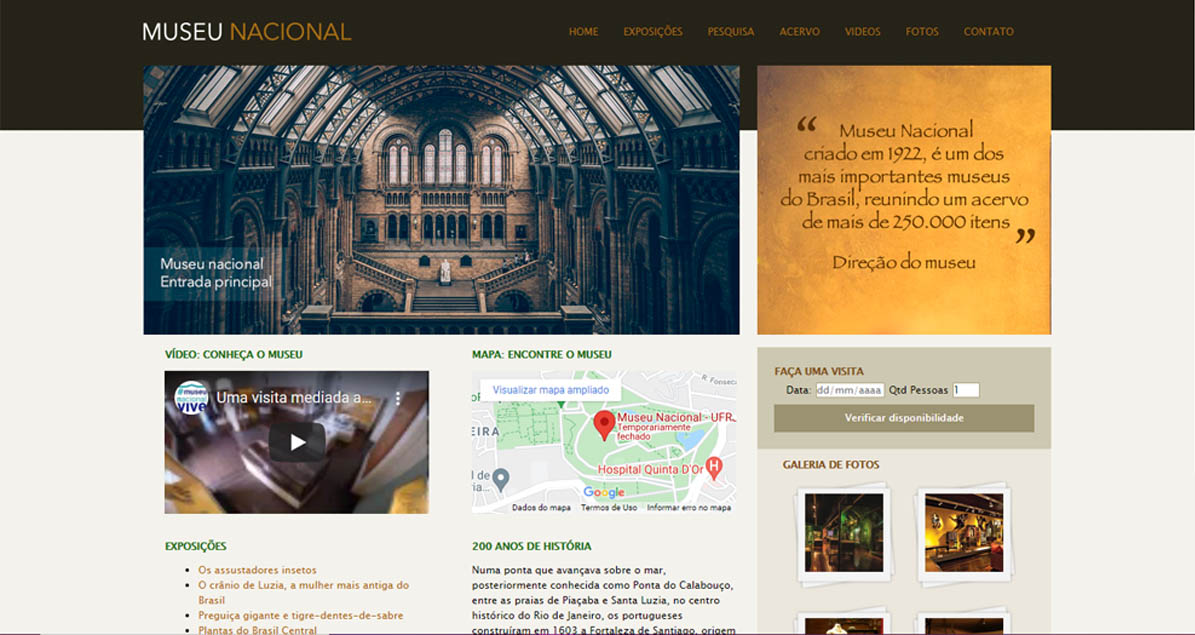 MUSEU NACIONAL
HOME EXPOSIÇÕES PESQUISA ACERVO VIDEOS FOTOS CONTATO
Museu nacional
Entrada principal
“ Museu Nacional
criado em 1922, é um dos
mais importantes museus
do Brasil, reunindo um acervo
de mais de 250.000 itens ”
Direção do museu
VÍDEO: CONHEÇA O MUSEU
#museu
nacional
vive
Uma visita mediada a...
MAPA: ENCONTRE O MUSEU
Visualizar mapa ampliado
R. Fonseca
EIRA
Museu Nacional - UFRJ
Temporariamente
fechado
Hospital Quinta D'Or
H
l de
ia...
Google
Dados do mapa Termos de Uso Informar erro no mapa
FAÇA UMA VISITA
Data: dd/mm/aaaa Qtd Pessoas 1
Verificar disponibilidade
GALERIA DE FOTOS
EXPOSIÇÕES
• Os assustadores insetos
• O crânio de Luzia, a mulher mais antiga do
Brasil
• Preguiça gigante e tigre-dentes-de-sabre
• Plantas do Brasil Central
200 ANOS DE HISTÓRIA
Numa ponta que avançava sobre o mar,
posteriormente conhecida como Ponta do Calabouço,
entre as praias de Piaçaba e Santa Luzia, no centro
histórico do Rio de Janeiro, os portugueses
construíram em 1603 a Fortaleza de Santiago, origem